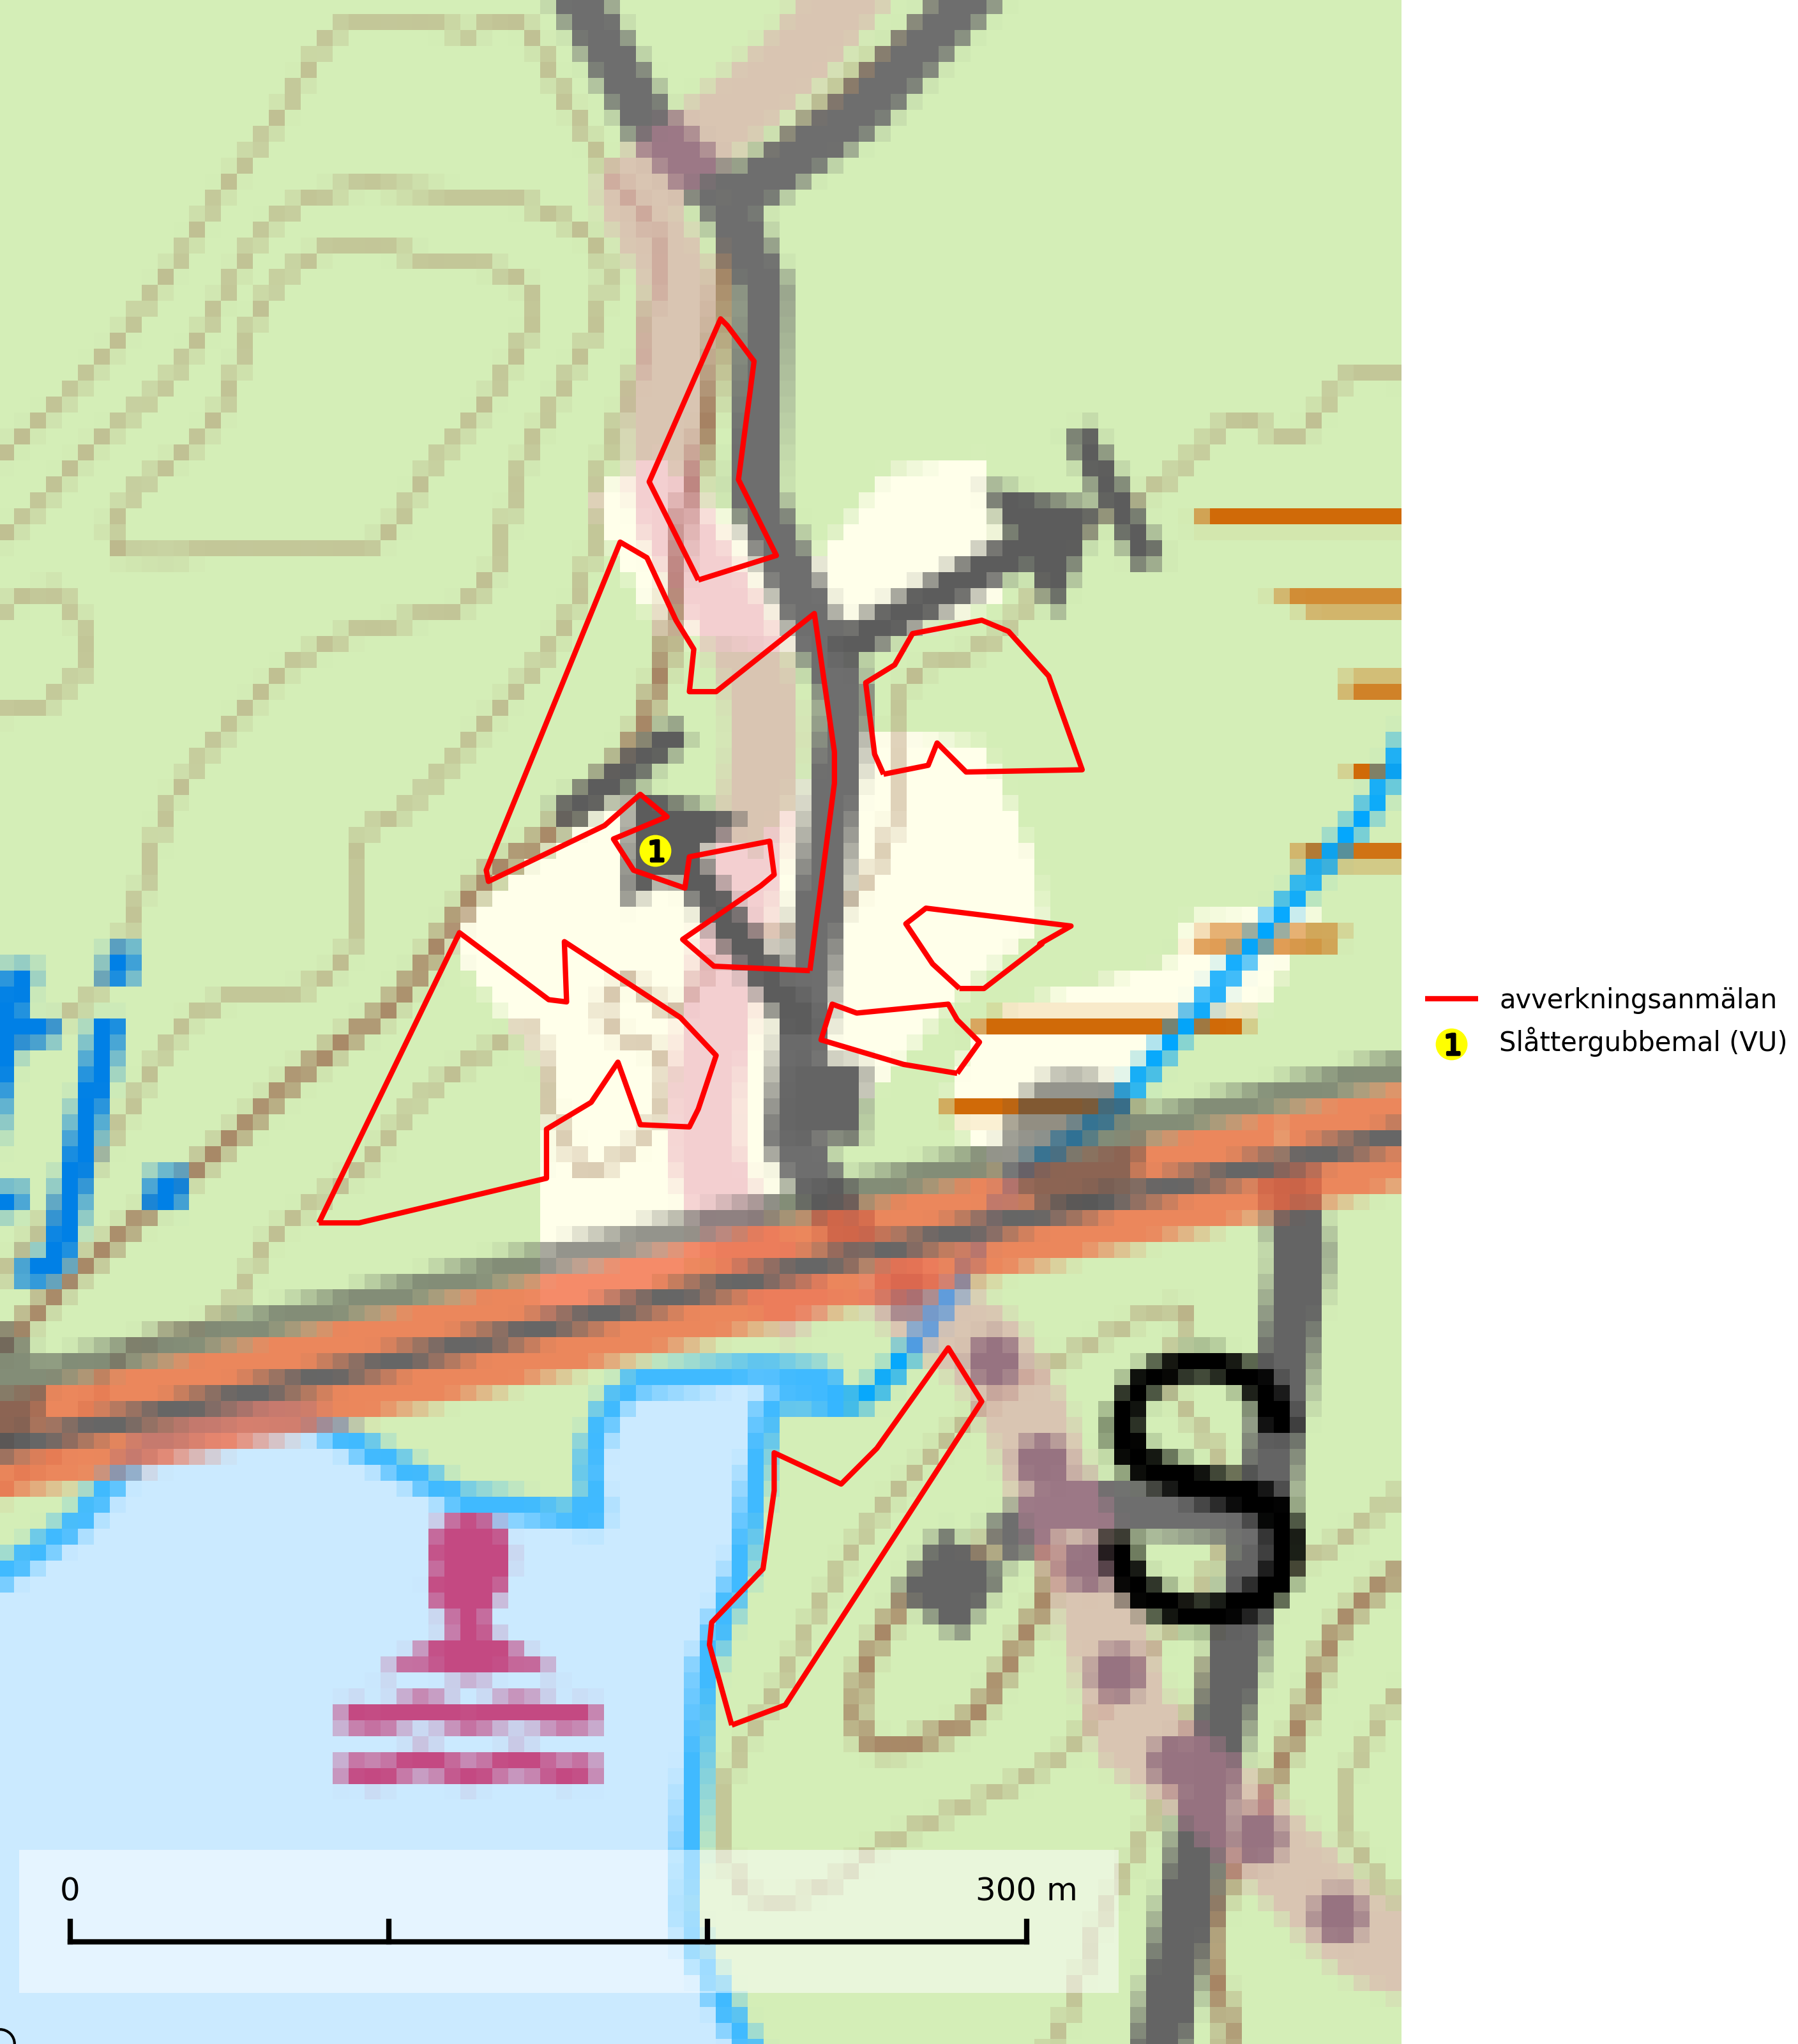 1
avverkningsanmälan
1 Slåttergubbemal (VU)
0 300 m